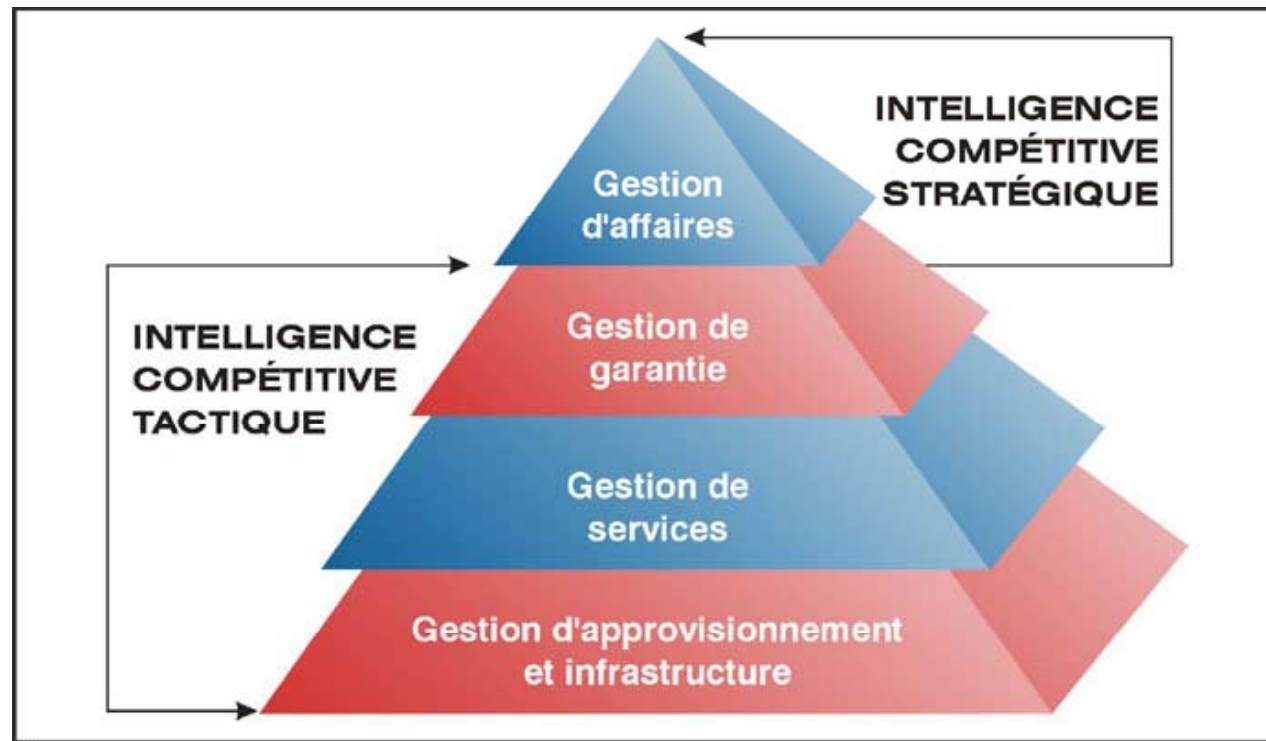 INTELLIGENCE
COMPÉTITIVE
STRATÉGIQUE
Gestion
d'affaires
INTELLIGENCE
COMPÉTITIVE
TACTIQUE
Gestion de
garantie
Gestion de
services
Gestion d'approvisionnement
et infrastructure